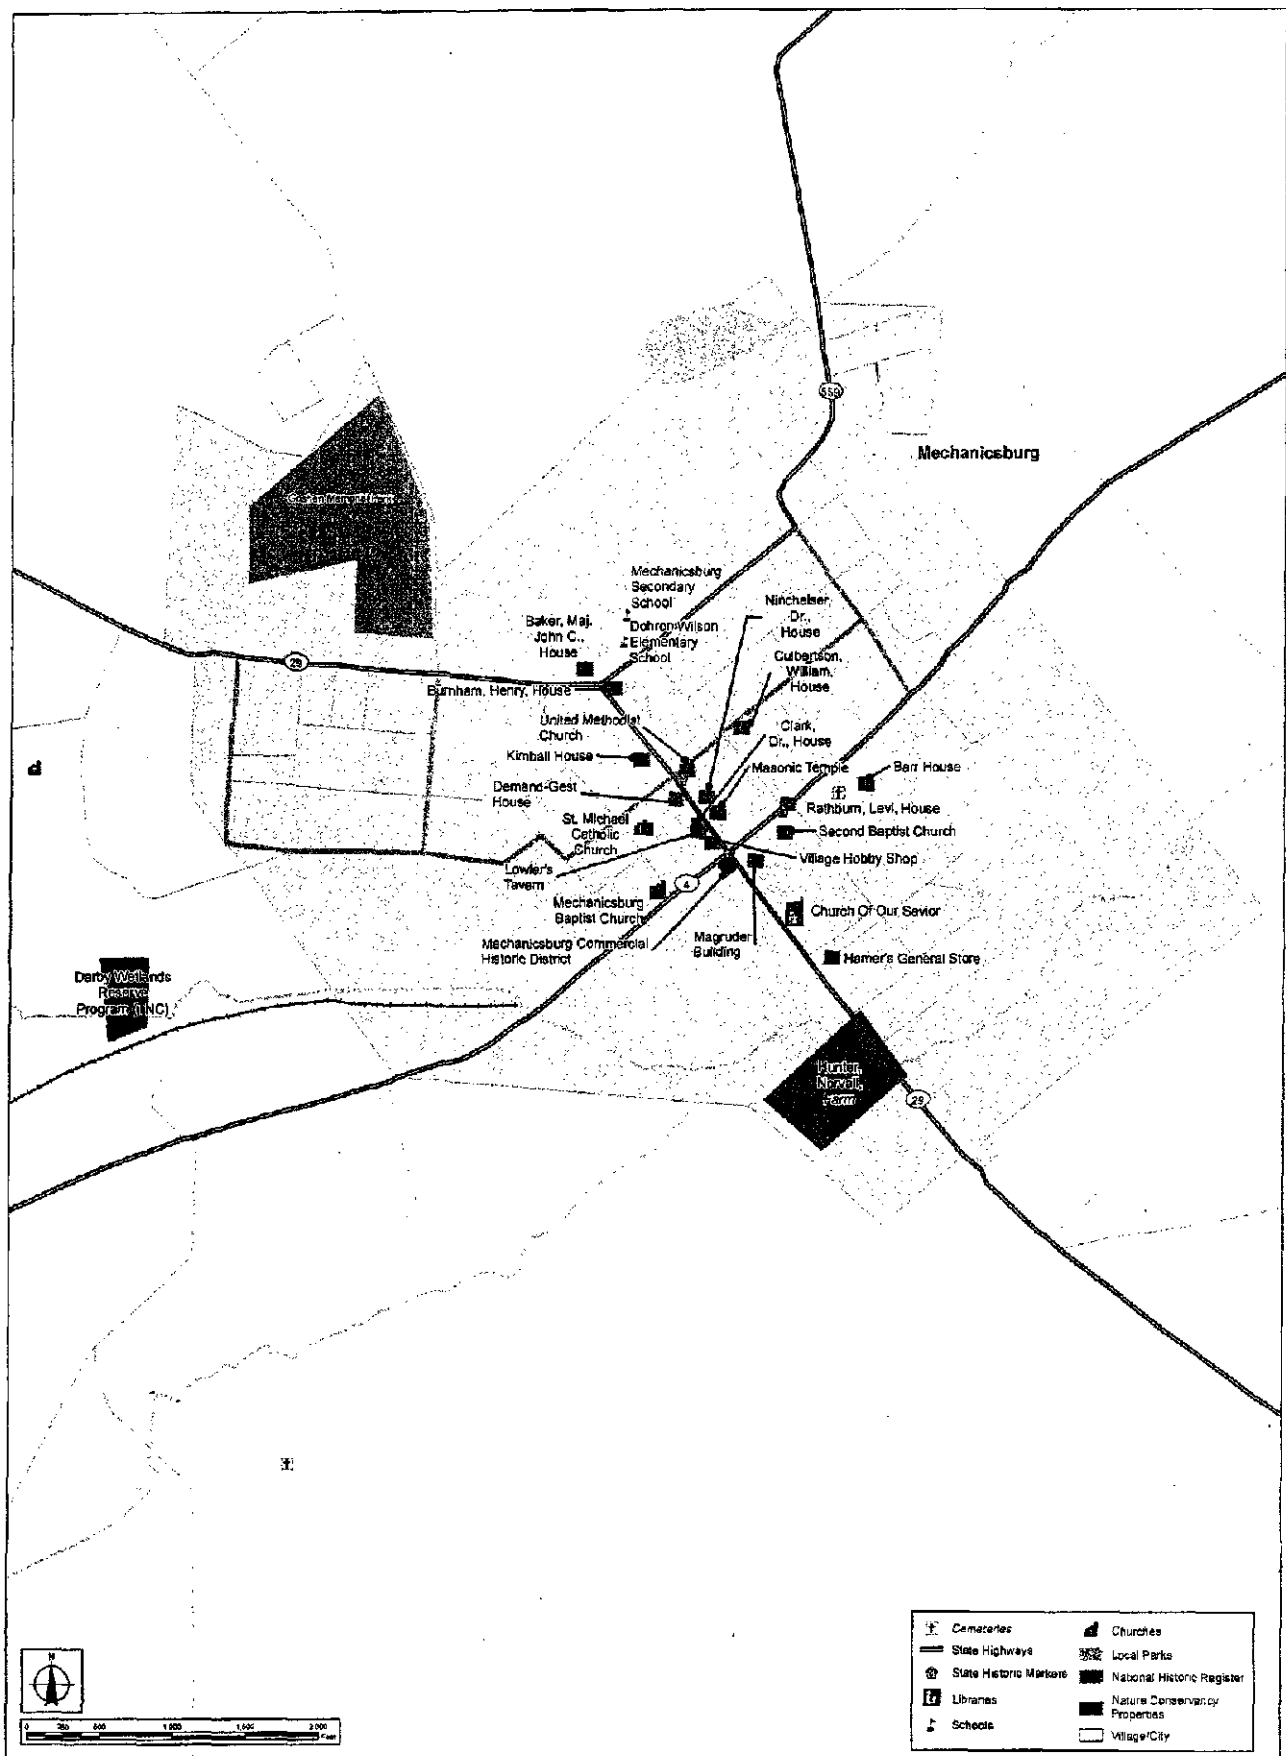 559
Mechanicsburg
Mechanicsburg
Secondary
School
Dohron-Wilson
Elementary
School
Baker, Maj.
John C.,
House
Nincheiser,
Dr.,
House
Culbertson,
William,
House
29
Burnham, Henry, House
United Methodist
Church
Clark,
Dr., House
Kimball House
Masonic Temple
Barr House
Demand-Gest
House
Rathburn, Levi, House
St. Michael
Catholic
Church
Second Baptist Church
Village Hobby Shop
Lowler's
Tavern
4
Mechanicsburg
Baptist Church
Church Of Our Savior
Mechanicsburg Commercial
Historic District
Magruder
Building
Hamer's General Store
Darby Wetlands
Reserve
Program (TNC)
Hunter,
Norvell,
Farm
29
N
Cemeteries
State Highways
State Historic Markers
Libraries
Schools
Churches
Local Parks
National Historic Register
Nature Conservancy
Properties
Village/City
Feet